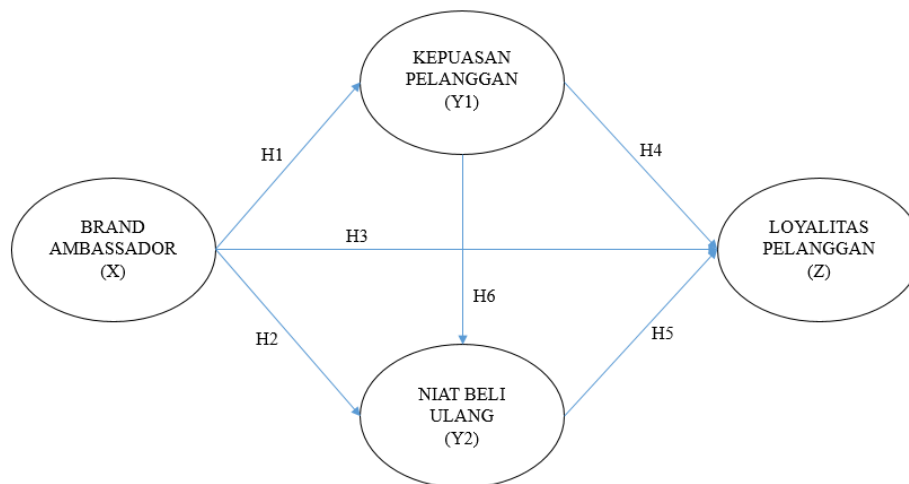 KEPUASAN
PELANGGAN
(Y1)
H1
H4
BRAND
AMBASSADOR
(X)
H3
LOYALITAS
PELANGGAN
(Z)
H6
H2
H5
NIAT BELI
ULANG
(Y2)